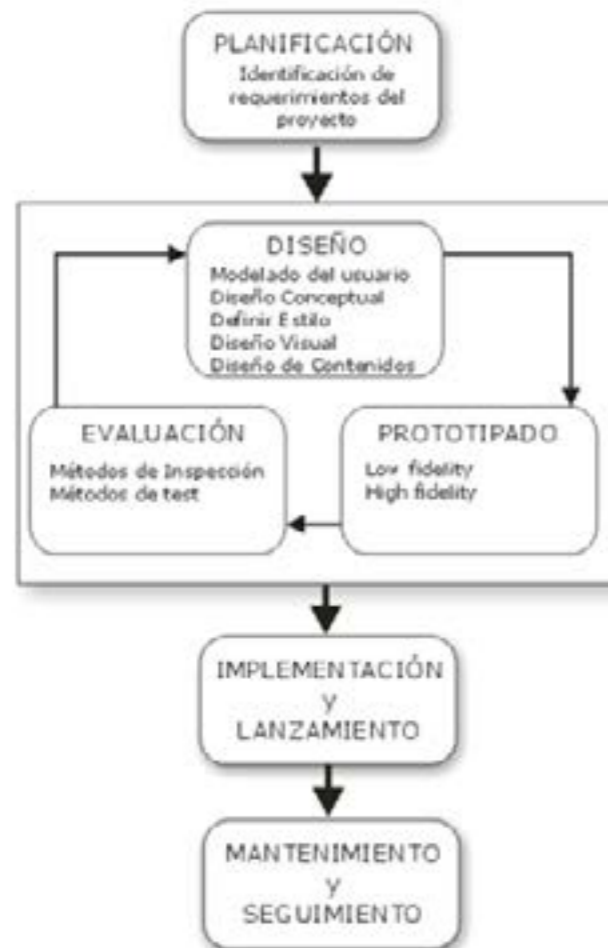 PLANIFICACIÓN
Identificación de
requerimientos del
proyecto
DISEÑO
Modelado del usuario
Diseño Conceptual
Definir Estilo
Diseño Visual
Diseño de Contenidos
EVALUACIÓN
Métodos de Inspección
Métodos de test
PROTOTIPADO
Low fidelity
High fidelity
IMPLEMENTACIÓN
y
LANZAMIENTO
MANTENIMIENTO
y
SEGUIMIENTO